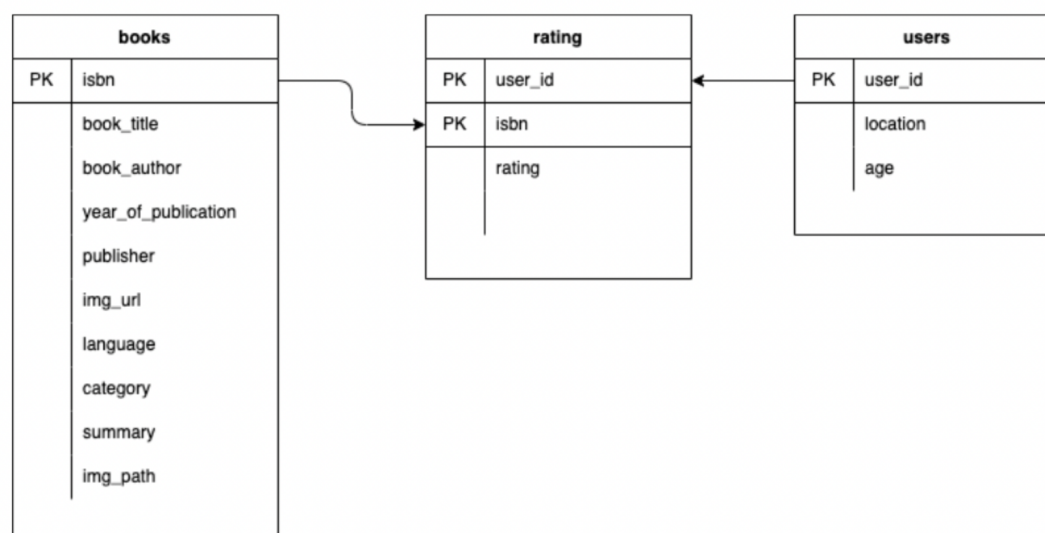 books
PK isbn
book_title
book_author
year_of_publication
publisher
img_url
language
category
summary
img_path
rating
PK user_id
PK isbn
rating
users
PK user_id
location
age